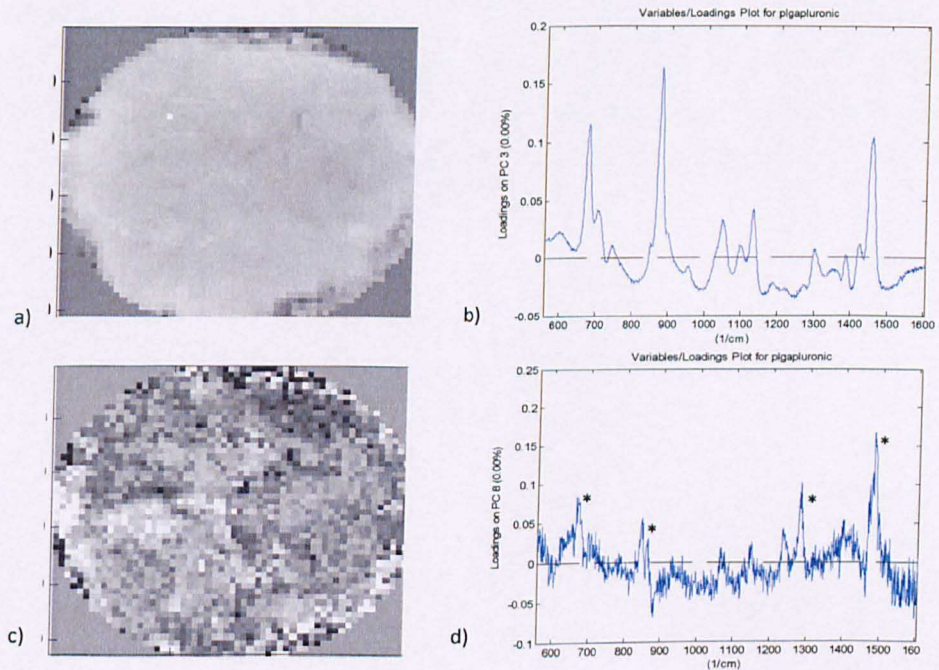 Variables/Loadings Plot for plgapluronic
0.2
0.15
0.1
0.05
0
-0.05
Loadings on PC 3 (0.00%)
600 700 800 900 1000 1100 1200 1300 1400 1500 1600
(1/cm)
a)
b)
Variables/Loadings Plot for plgapluronic
0.25
0.2
0.15
0.1
0.05
0
-0.05
-0.1
Loadings on PC 8 (0.00%)
* * * *
600 700 800 900 1000 1100 1200 1300 1400 1500 161
(1/cm)
c)
d)